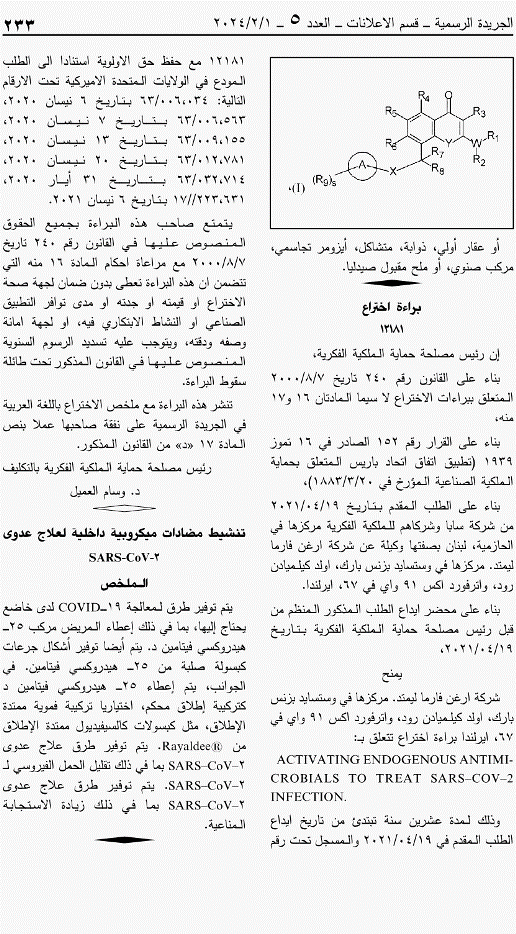 الجريدة الرسمية ــ قسم الاعلانات ــ العدد ٥ ــ ٢٠٢٤/٢/١
٢٣٣
R₄
O
R₅
R₃
R₆
Y
W
R₁
R₂
R₇
R₈
A
X
(R₉)s
،(I)
أو عقار أولي، ذوابة، متشاكل، أيزومر تجاسمي،
مركب صنوي، أو ملح مقبول صيدليا.
براءة اختراع
١٢١٨١
إن رئيس مصلحة حماية الملكية الفكرية،
بناء على القانون رقم ٢٤٠ تاريخ ٢٠٠٠/٨/٧
المتعلق ببراءات الاختراع لا سيما المادتان ١٦ و١٧
منه،
بناء على القرار رقم ١٥٢ الصادر في ١٦ تموز
١٩٣٩ (تطبيق اتفاق اتحاد باريس المتعلق بحماية
الملكية الصناعية المؤرخ في ١٨٨٣/٣/٢٠)،
بناء على الطلب المقدم بتاريخ ٢٠٢١/٠٤/١٩
من شركة سابا وشركاهم للملكية الفكرية مركزها في
الحازمية، لبنان بصفتها وكيلة عن شركة ارغن فارما
ليمتد. مركزها في وستسايد بزنس بارك، اولد كيلميادن
رود، واترفورد اكس ٩١ واي في ٦٧، ايرلندا.
بناء على محضر ايداع الطلب المذكور المنظم من
قبل رئيس مصلحة حماية الملكية الفكرية بتاريخ
٢٠٢١/٠٤/١٩،
يمنح
شركة ارغن فارما ليمتد. مركزها في وستسايد بزنس
بارك، اولد كيلميادن رود، واترفورد اكس ٩١ واي في
٦٧، ايرلندا براءة اختراع تتعلق بـ:
ACTIVATING ENDOGENOUS ANTIMI-
CROBIALS TO TREAT SARS–COV–2
INFECTION.
وذلك لمدة عشرين سنة تبتدئ من تاريخ ايداع
الطلب المقدم في ٢٠٢١/٠٤/١٩ والمسجل تحت رقم
١٢١٨١ مع حفظ حق الاولوية استنادا الى الطلب
المودع في الولايات المتحدة الاميركية تحت الارقام
التالية: ٦٣/٠٠٦،٠٣٤ بتاريخ ٦ نيسان ٢٠٢٠،
٦٣/٠٠٦،٥٦٣ بتاريخ ٧ نيسان ٢٠٢٠،
٦٣/٠٠٩،١٥٥ بتاريخ ١٣ نيسان ٢٠٢٠،
٦٣/٠١٢،٧٨١ بتاريخ ٢٠ نيسان ٢٠٢٠،
٦٣/٠٣٢،٧١٤ بتاريخ ٣١ أيار ٢٠٢٠،
١٧//٢٢٣،٦٣١ بتاريخ ٦ نيسان ٢٠٢١.
يتمتع صاحب هذه البراءة بجميع الحقوق
المنصوص عليها في القانون رقم ٢٤٠ تاريخ
٢٠٠٠/٨/٧ مع مراعاة احكام المادة ١٦ منه التي
تتضمن ان هذه البراءة تعطى بدون ضمان لجهة صحة
الاختراع او قيمته او جدته او مدى توافر التطبيق
الصناعي او النشاط الابتكاري فيه، او لجهة امانة
وصفه ودقته، ويتوجب عليه تسديد الرسوم السنوية
المنصوص عليها في القانون المذكور تحت طائلة
سقوط البراءة.
تنشر هذه البراءة مع ملخص الاختراع باللغة العربية
في الجريدة الرسمية على نفقة صاحبها عملا بنص
المادة ١٧ «د» من القانون المذكور.
رئيس مصلحة حماية الملكية الفكرية بالتكليف
د. وسام العميل
تنشيط مضادات ميكروبية داخلية لعلاج عدوى
SARS-CoV-٢
الملخص
يتم توفير طرق لمعالجة COVID–١٩ لدى خاضع
يحتاج إليها، بما في ذلك إعطاء المريض مركب ٢٥ــ
هيدروكسي فيتامين د. يتم أيضا توفير أشكال جرعات
كبسولة صلبة من ٢٥ــ هيدروكسي فيتامين. في
الجوانب، يتم إعطاء ٢٥ــ هيدروكسي فيتامين د
كتركيبة إطلاق محكم، اختياريا تركيبة فموية ممتدة
الإطلاق، مثل كبسولات كالسيفيديول ممتدة الإطلاق
من Rayaldee®. يتم توفير طرق علاج عدوى
SARS–CoV–٢ بما في ذلك تقليل الحمل الفيروسي لـ
SARS–CoV–٢. يتم توفير طرق علاج عدوى
SARS–CoV–٢ بما في ذلك زيادة الاستجابة
المناعية.